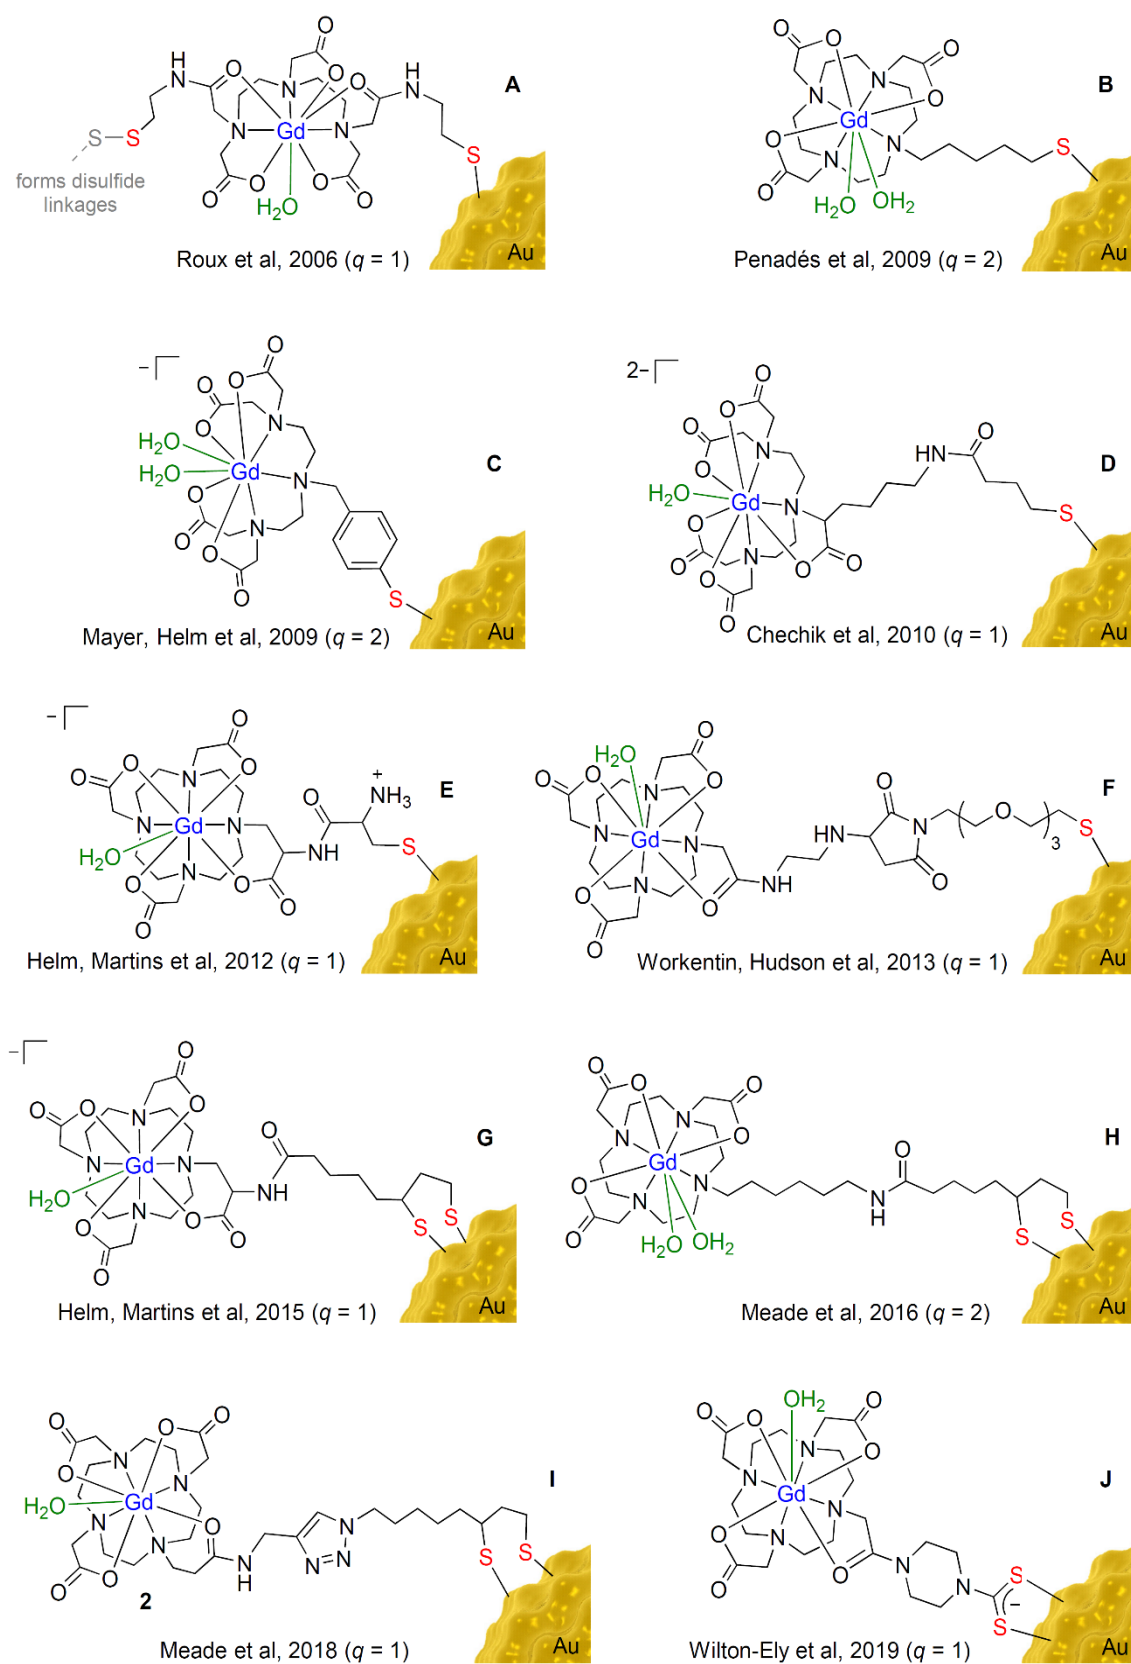 A
forms disulfide
linkages
S
S
NH
O
O
O
O
O
N
N
N
HN
Gd
O
O
O
O
H2O
S
Au
Roux et al, 2006 (q = 1)
B
O
O
O
O
N
N
N
N
Gd
O
O
H2O
OH2
S
Au
Penadés et al, 2009 (q = 2)
–
C
O
O
O
O
N
H2O
H2O
Gd
N
O
O
N
O
O
S
Au
Mayer, Helm et al, 2009 (q = 2)
2–
D
O
O
O
O
N
HN
O
H2O
Gd
N
O
O
N
O
O
O
O
S
Au
Chechik et al, 2010 (q = 1)
–
E
O
O
O
O
N
O
+
NH3
N
Gd
N
NH
S
H2O
N
O
O
O
O
Au
Helm, Martins et al, 2012 (q = 1)
F
H2O
O
O
O
O
N
N
Gd
N
HN
O
N
O
O
3
S
O
N
O
NH
O
Au
Workentin, Hudson et al, 2013 (q = 1)
–
G
O
O
O
O
N
O
N
Gd
N
NH
H2O
O
N
O
O
O
S
S
Au
Helm, Martins et al, 2015 (q = 1)
H
O
O
O
O
N
N
Gd
N
N
O
O
O
N
H
H2O
OH2
S
S
Au
Meade et al, 2016 (q = 2)
I
O
O
O
O
N
N
H2O
Gd
O
N
N
O
O
N
H
N
N
N
S
S
2
Au
Meade et al, 2018 (q = 1)
J
OH2
O
O
O
O
N
N
Gd
N
N
O
O
O
N
N
S
–
S
Au
Wilton-Ely et al, 2019 (q = 1)